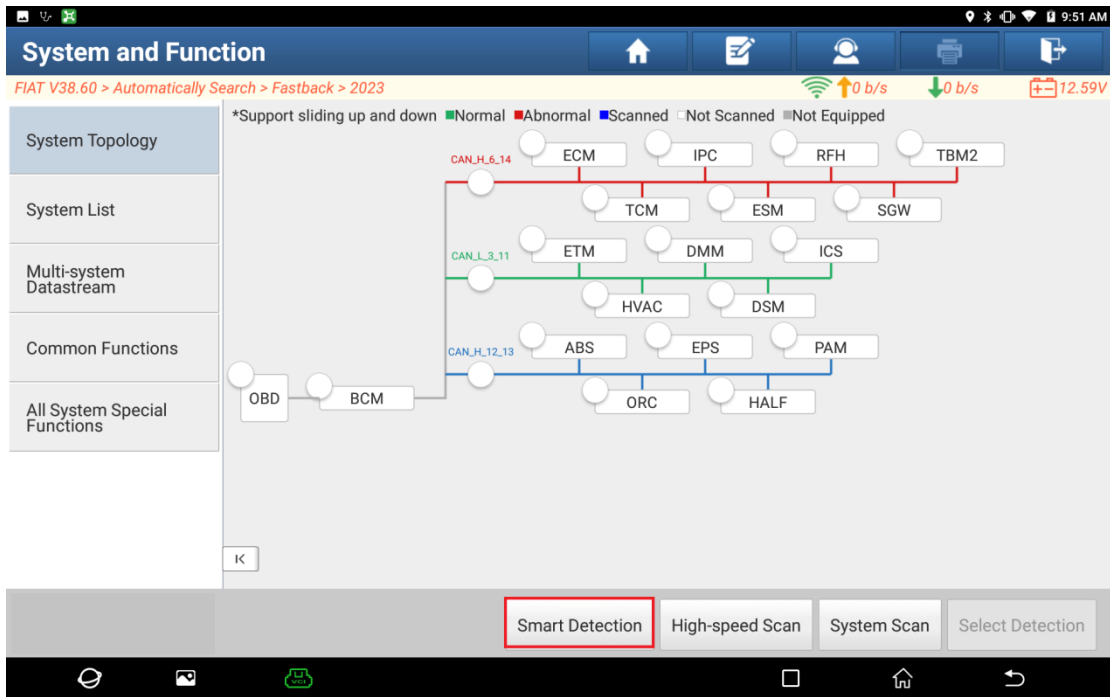 9:51 AM
System and Function
FIAT V38.60 > Automatically Search > Fastback > 2023
0 b/s
0 b/s
12.59V
System Topology
System List
Multi-system
Datastream
Common Functions
All System Special
Functions
*Support sliding up and down Normal Abnormal Scanned Not Scanned Not Equipped
CAN_H_6_14
ECM
IPC
RFH
TBM2
TCM
ESM
SGW
CAN_L_3_11
ETM
DMM
ICS
HVAC
DSM
CAN_H_12_13
ABS
EPS
PAM
ORC
HALF
OBD
BCM
Smart Detection
High-speed Scan
System Scan
Select Detection
VCI